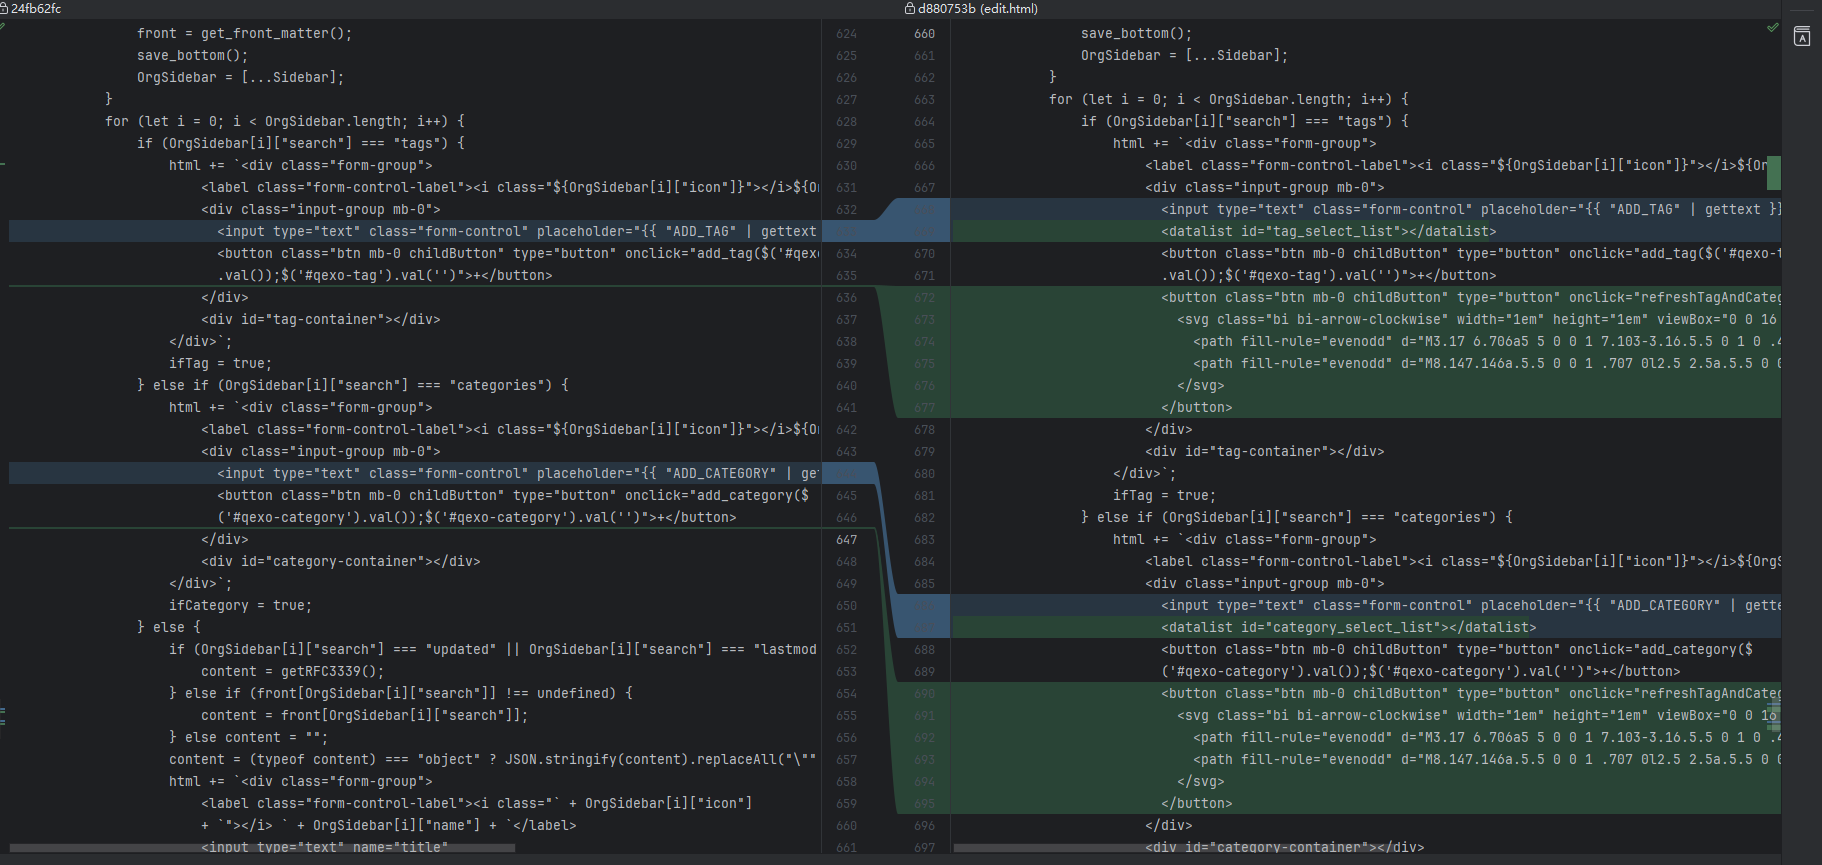 24fb62fc
front = get_front_matter();
save_bottom();
OrgSidebar = [...Sidebar];
}
for (let i = 0; i < OrgSidebar.length; i++) {
if (OrgSidebar[i]["search"] === "tags") {
html += `<div class="form-group">
<label class="form-control-label"><i class="${OrgSidebar[i]["icon"]}"></i>${Or
<div class="input-group mb-0">
<input type="text" class="form-control" placeholder="{{ "ADD_TAG" | gettext
<button class="btn mb-0 childButton" type="button" onclick="add_tag($('#qexo
.val());$('#qexo-tag').val('')">+</button>
</div>
<div id="tag-container"></div>
</div>`;
ifTag = true;
} else if (OrgSidebar[i]["search"] === "categories") {
html += `<div class="form-group">
<label class="form-control-label"><i class="${OrgSidebar[i]["icon"]}"></i>${Or
<div class="input-group mb-0">
<input type="text" class="form-control" placeholder="{{ "ADD_CATEGORY" | get
<button class="btn mb-0 childButton" type="button" onclick="add_category($
('#qexo-category').val());$('#qexo-category').val('')">+</button>
</div>
<div id="category-container"></div>
</div>`;
ifCategory = true;
} else {
if (OrgSidebar[i]["search"] === "updated" || OrgSidebar[i]["search"] === "lastmod
content = getRFC3339();
} else if (front[OrgSidebar[i]["search"]] !== undefined) {
content = front[OrgSidebar[i]["search"]];
} else content = "";
content = (typeof content) === "object" ? JSON.stringify(content).replaceAll("\""
html += `<div class="form-group">
<label class="form-control-label"><i class="` + OrgSidebar[i]["icon"]
+ `"></i> ` + OrgSidebar[i]["name"] + `</label>
<input type="text" name="title"
624
625
626
627
628
629
630
631
632
634
635
636
637
638
639
640
641
642
643
645
646
647
648
649
650
651
652
653
654
655
656
657
658
659
660
661
d880753b (edit.html)
660
661
662
663
664
665
666
667
670
671
672
673
674
675
676
677
678
679
680
681
682
683
684
685
688
689
690
691
692
693
694
695
696
697
save_bottom();
OrgSidebar = [...Sidebar];
}
for (let i = 0; i < OrgSidebar.length; i++) {
if (OrgSidebar[i]["search"] === "tags") {
html += `<div class="form-group">
<label class="form-control-label"><i class="${OrgSidebar[i]["icon"]}"></i>${Or
<div class="input-group mb-0">
<input type="text" class="form-control" placeholder="{{ "ADD_TAG" | gettext }}
<datalist id="tag_select_list"></datalist>
<button class="btn mb-0 childButton" type="button" onclick="add_tag($('#qexo-t
.val());$('#qexo-tag').val('')">+</button>
<button class="btn mb-0 childButton" type="button" onclick="refreshTagAndCateg
<svg class="bi bi-arrow-clockwise" width="1em" height="1em" viewBox="0 0 16
<path fill-rule="evenodd" d="M3.17 6.706a5 5 0 0 1 7.103-3.16.5.5 0 1 0 .4
<path fill-rule="evenodd" d="M8.147.146a.5.5 0 0 1 .707 0l2.5 2.5a.5.5 0 0
</svg>
</button>
</div>
<div id="tag-container"></div>
</div>`;
ifTag = true;
} else if (OrgSidebar[i]["search"] === "categories") {
html += `<div class="form-group">
<label class="form-control-label"><i class="${OrgSidebar[i]["icon"]}"></i>${OrgS
<div class="input-group mb-0">
<input type="text" class="form-control" placeholder="{{ "ADD_CATEGORY" | gette
<datalist id="category_select_list"></datalist>
<button class="btn mb-0 childButton" type="button" onclick="add_category($
('#qexo-category').val());$('#qexo-category').val('')">+</button>
<button class="btn mb-0 childButton" type="button" onclick="refreshTagAndCateg
<svg class="bi bi-arrow-clockwise" width="1em" height="1em" viewBox="0 0 16
<path fill-rule="evenodd" d="M3.17 6.706a5 5 0 0 1 7.103-3.16.5.5 0 1 0 .4
<path fill-rule="evenodd" d="M8.147.146a.5.5 0 0 1 .707 0l2.5 2.5a.5.5 0 0
</svg>
</button>
</div>
<div id="category-container"></div>
A